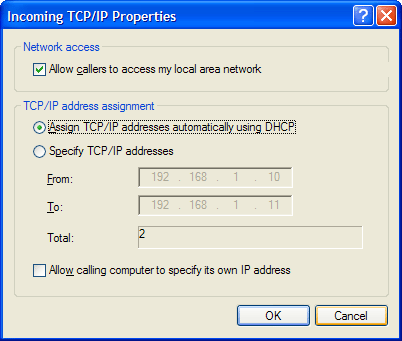 Incoming TCP/IP Properties
Network access
Allow callers to access my local area network
TCP/IP address assignment
Assign TCP/IP addresses automatically using DHCP
Specify TCP/IP addresses
From: 192 . 168 . 1 . 10
To: 192 . 168 . 1 . 11
Total: 2
Allow calling computer to specify its own IP address
OK Cancel